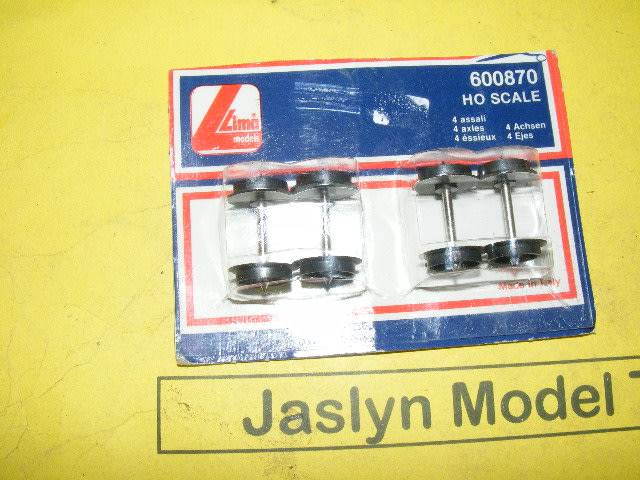 Lima
models
600870
HO SCALE
4 assali
4 axles 4 Achsen
4 éssieux 4 Ejes
Made in Italy
Jaslyn Model T